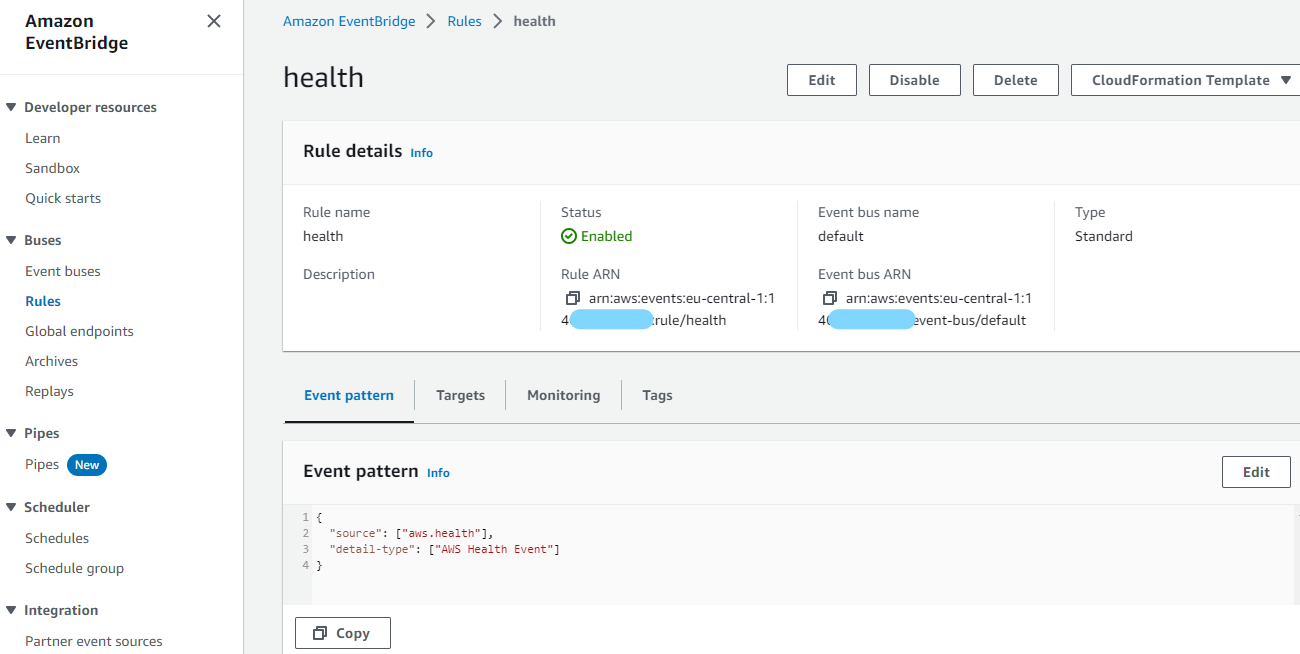 Amazon
EventBridge
Developer resources
Learn
Sandbox
Quick starts
Buses
Event buses
Rules
Global endpoints
Archives
Replays
Pipes
Pipes New
Scheduler
Schedules
Schedule group
Integration
Partner event sources
Amazon EventBridge > Rules > health
health
Edit Disable Delete CloudFormation Template
Rule details Info
Rule name
health
Description
Status
Enabled
Rule ARN
arn:aws:events:eu-central-1:1
4 :rule/health
Event bus name
default
Event bus ARN
arn:aws:events:eu-central-1:1
4 event-bus/default
Type
Standard
Event pattern Targets Monitoring Tags
Event pattern Info
Edit
1 {
2 "source": ["aws.health"],
3 "detail-type": ["AWS Health Event"]
4 }
Copy